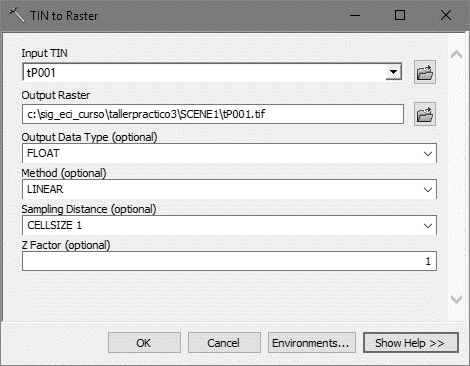 TIN to Raster
Input TIN
tP001
Output Raster
c:\sig_eci_curso\tallerpractico3\SCENE1\tP001.tif
Output Data Type (optional)
FLOAT
Method (optional)
LINEAR
Sampling Distance (optional)
CELLSIZE 1
Z Factor (optional)
1
OK Cancel Environments... Show Help >>